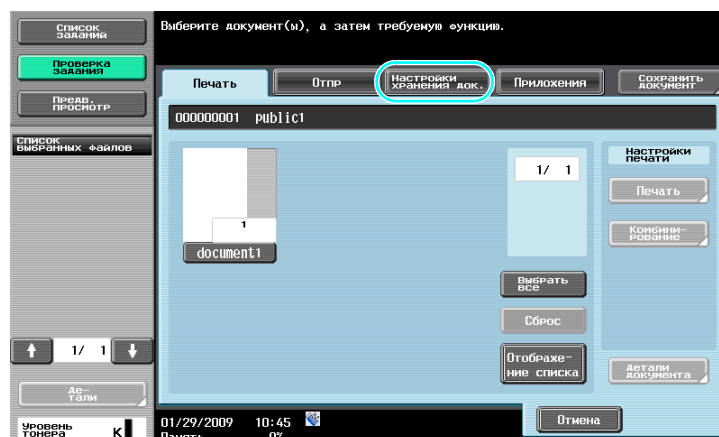 Список
заданий
Выберите документ(ы), а затем требуемую функцию.
Проверка
задания
Предв.
просмотр
Печать
Отпр
Настройки
хранения док.
Приложения
Сохранить
документ
000000001 public1
Список
выбранных файлов
1
document1
1/ 1
Настройки
печати
Печать
Комбини-
рование
Выбрать
все
Сброс
Отображе-
ние списка
Детали
документа
1/ 1
Де-
тали
Уровень
тонера
K
01/29/2009 10:45
Память 0%
Отмена